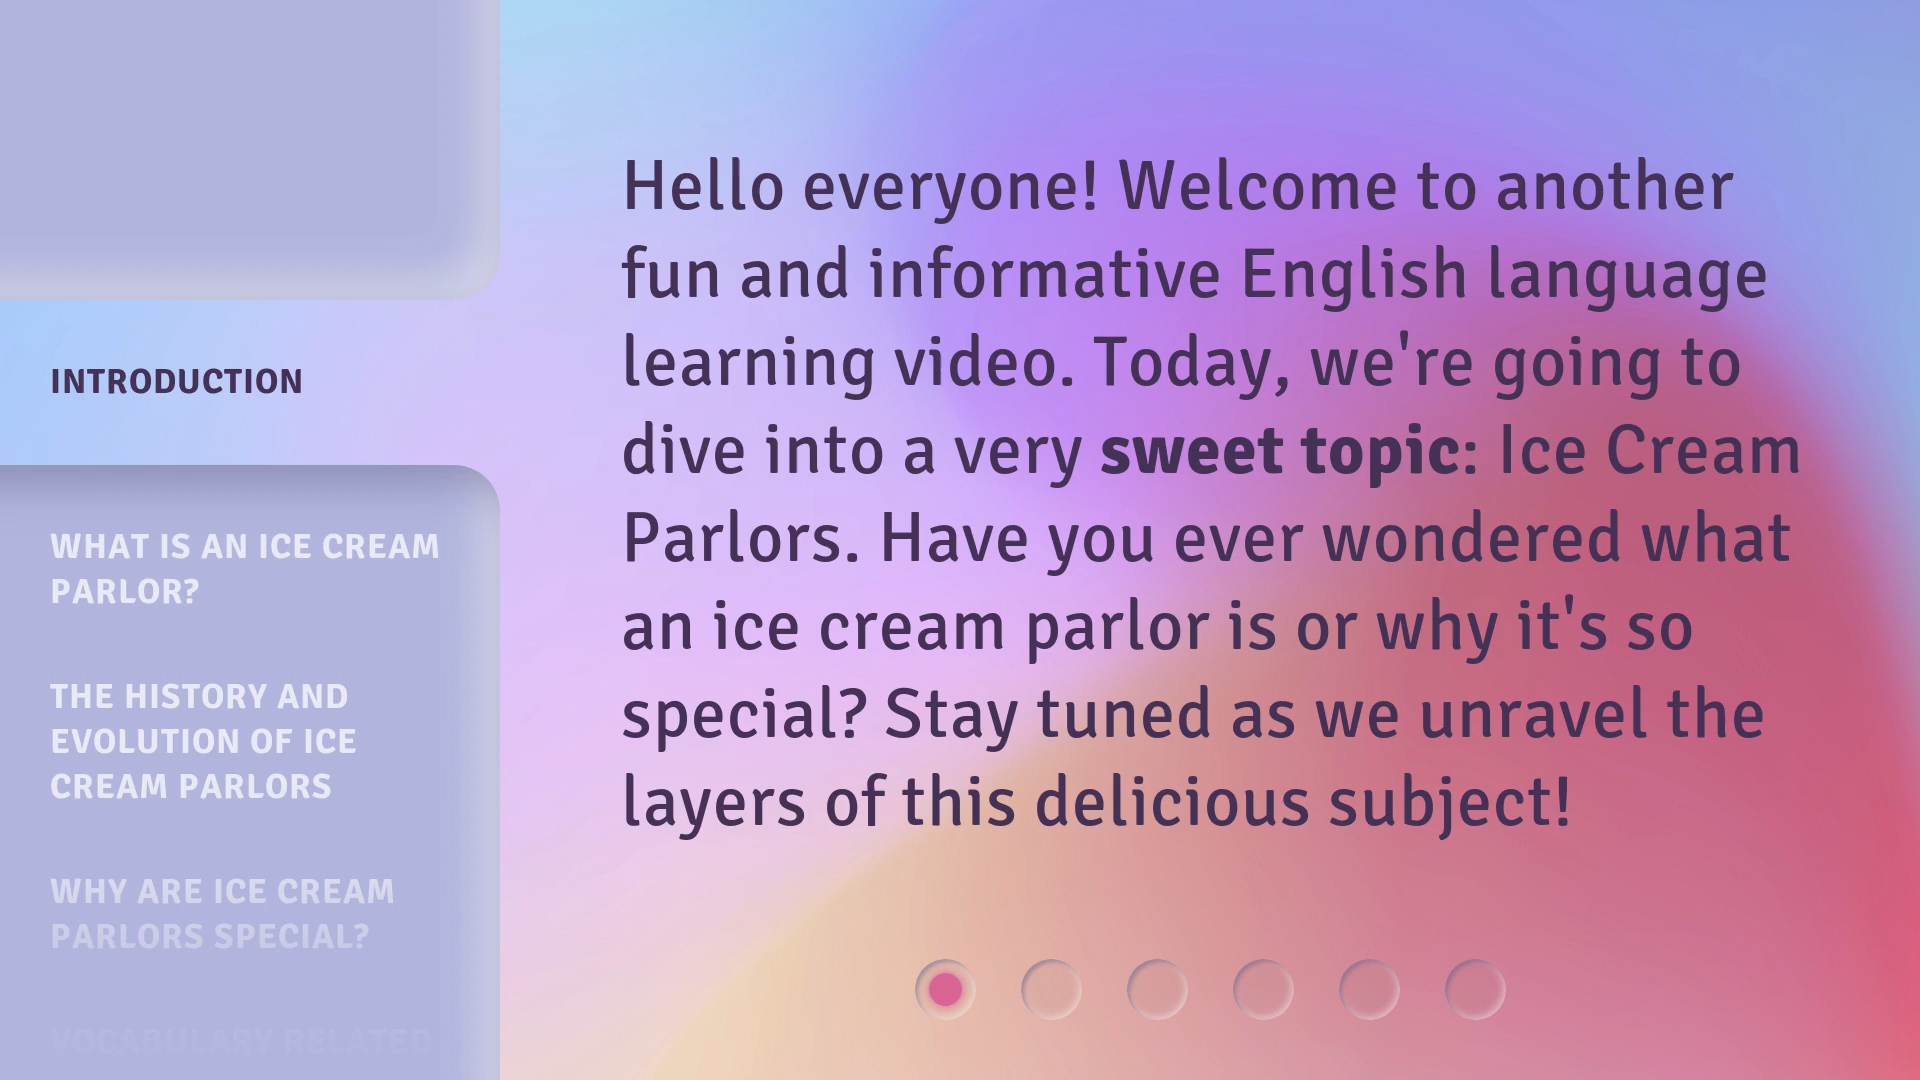 INTRODUCTION
WHAT IS AN ICE CREAM
PARLOR?
THE HISTORY AND
EVOLUTION OF ICE
CREAM PARLORS
WHY ARE ICE CREAM
PARLORS SPECIAL?
VOCABULARY RELATED
Hello everyone! Welcome to another
fun and informative English language
learning video. Today, we're going to
dive into a very sweet topic: Ice Cream
Parlors. Have you ever wondered what
an ice cream parlor is or why it's so
special? Stay tuned as we unravel the
layers of this delicious subject!